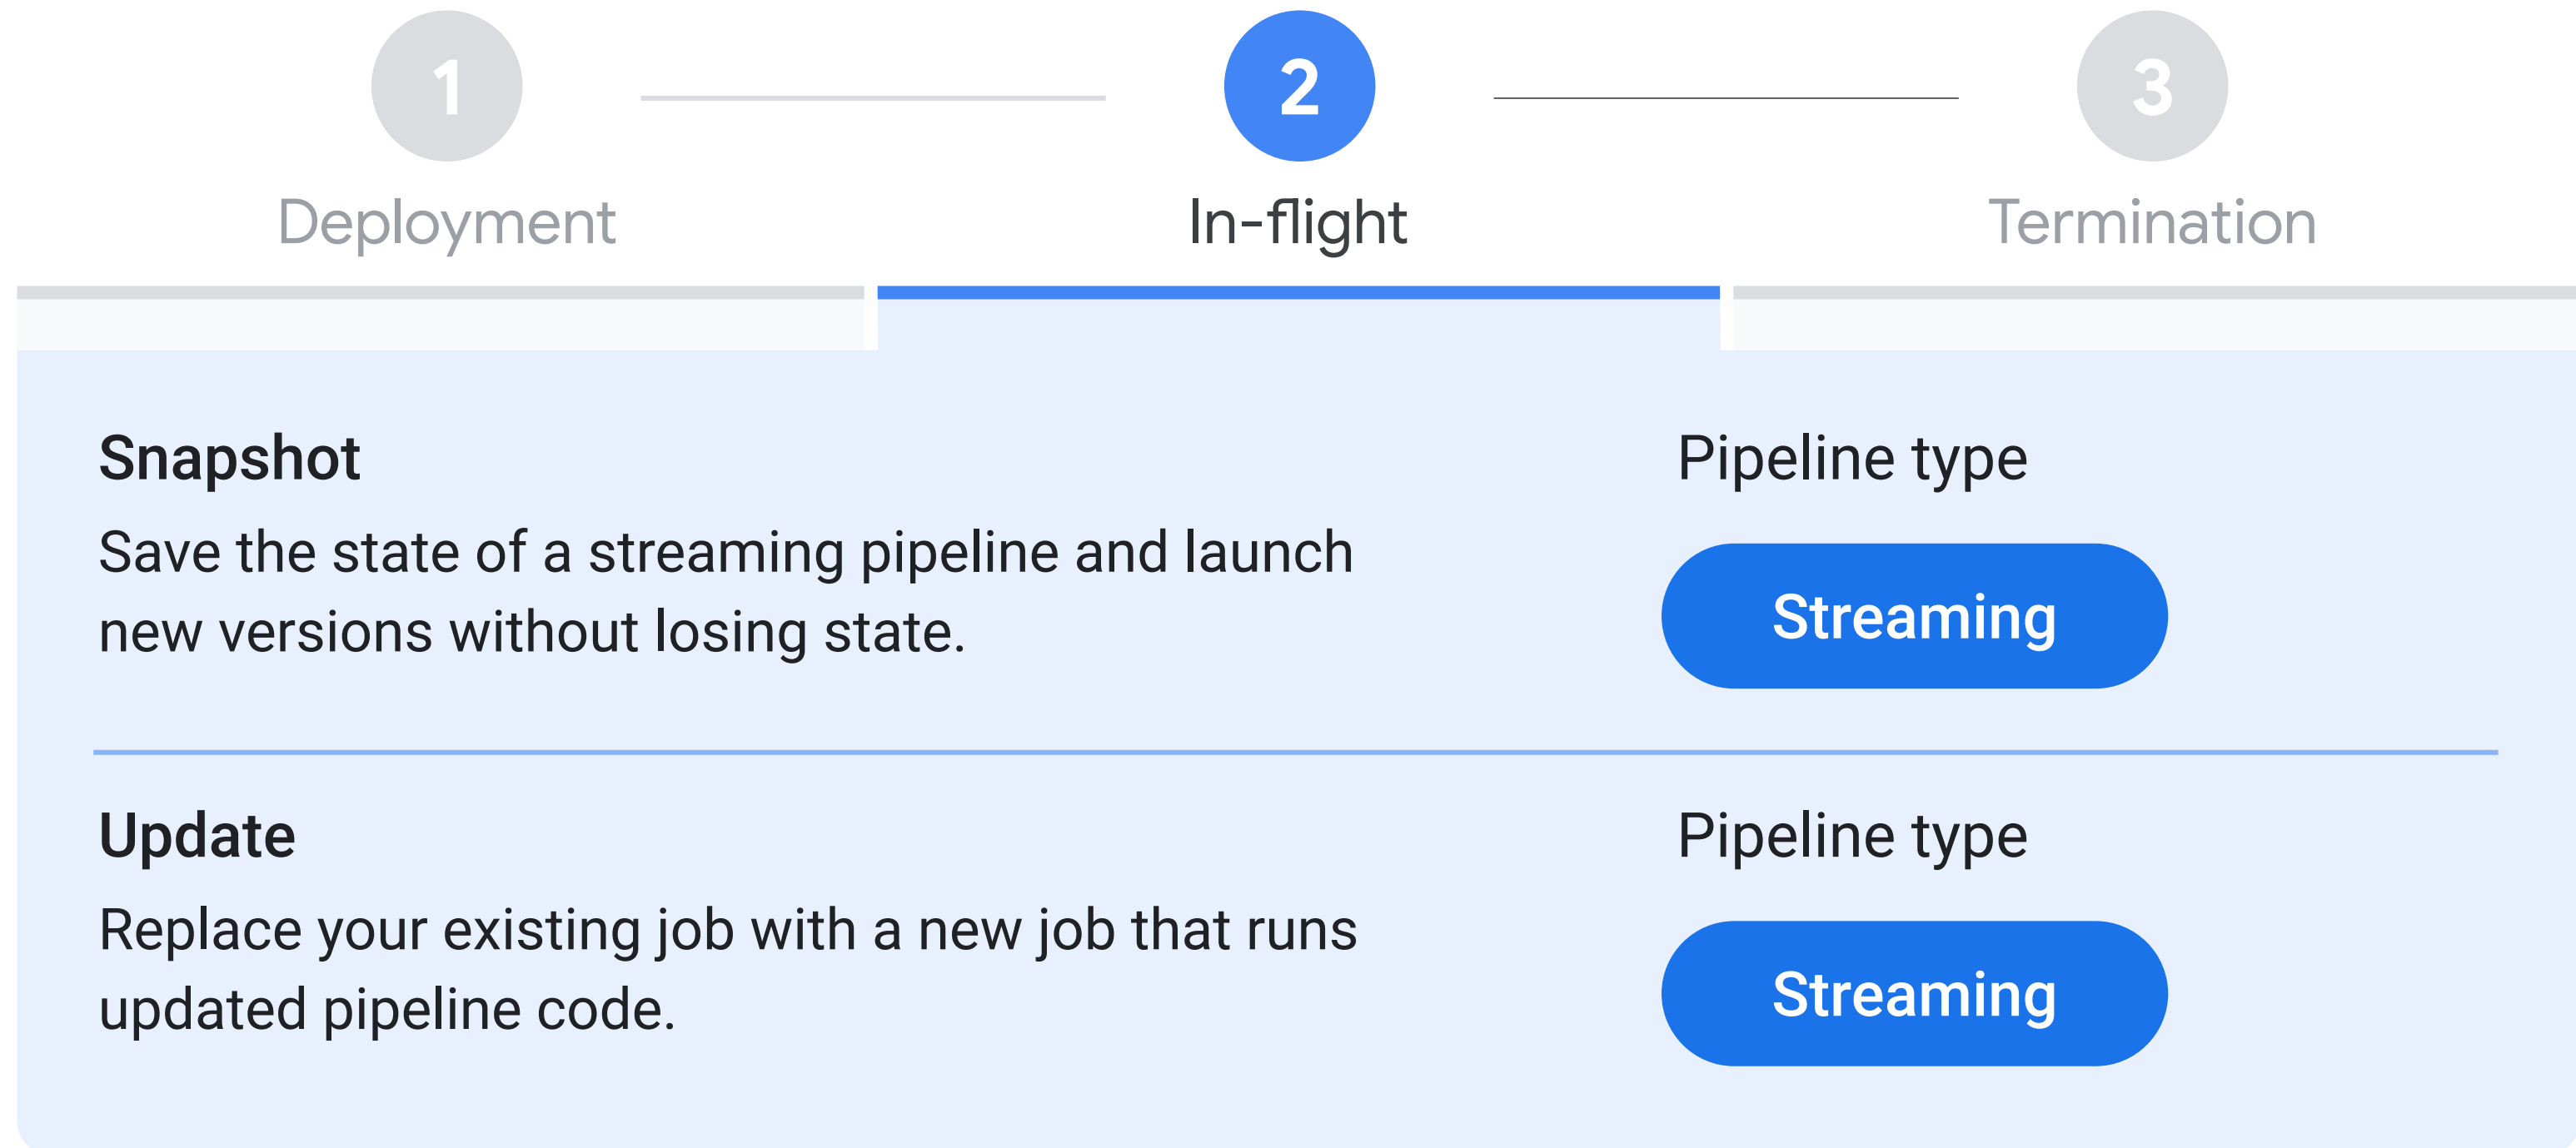 1
2
3
Deployment
In-flight
Termination
Snapshot
Save the state of a streaming pipeline and launch
new versions without losing state.
Pipeline type
Streaming
Update
Replace your existing job with a new job that runs
updated pipeline code.
Pipeline type
Streaming